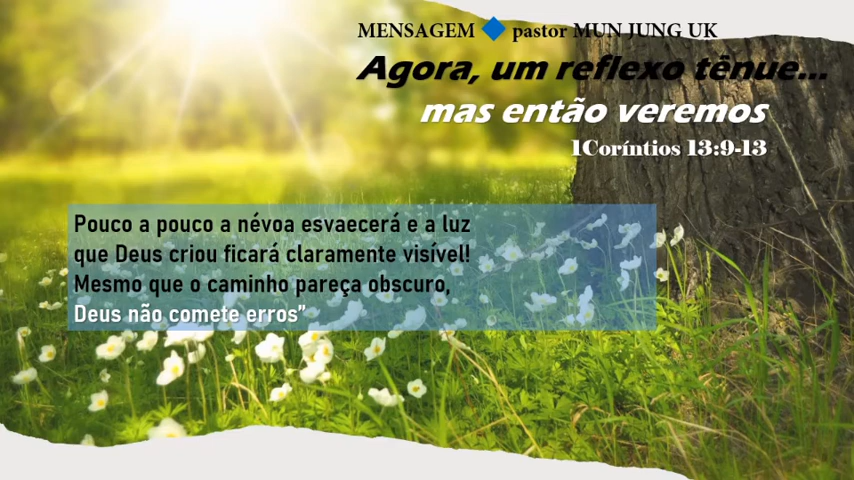 MENSAGEM pastor MUN JUNG UK
Agora, um reflexo tênue...
mas então veremos
1Coríntios 13:9-13
Pouco a pouco a névoa esvaecerá e a luz
que Deus criou ficará claramente visível!
Mesmo que o caminho pareça obscuro,
Deus não comete erros”